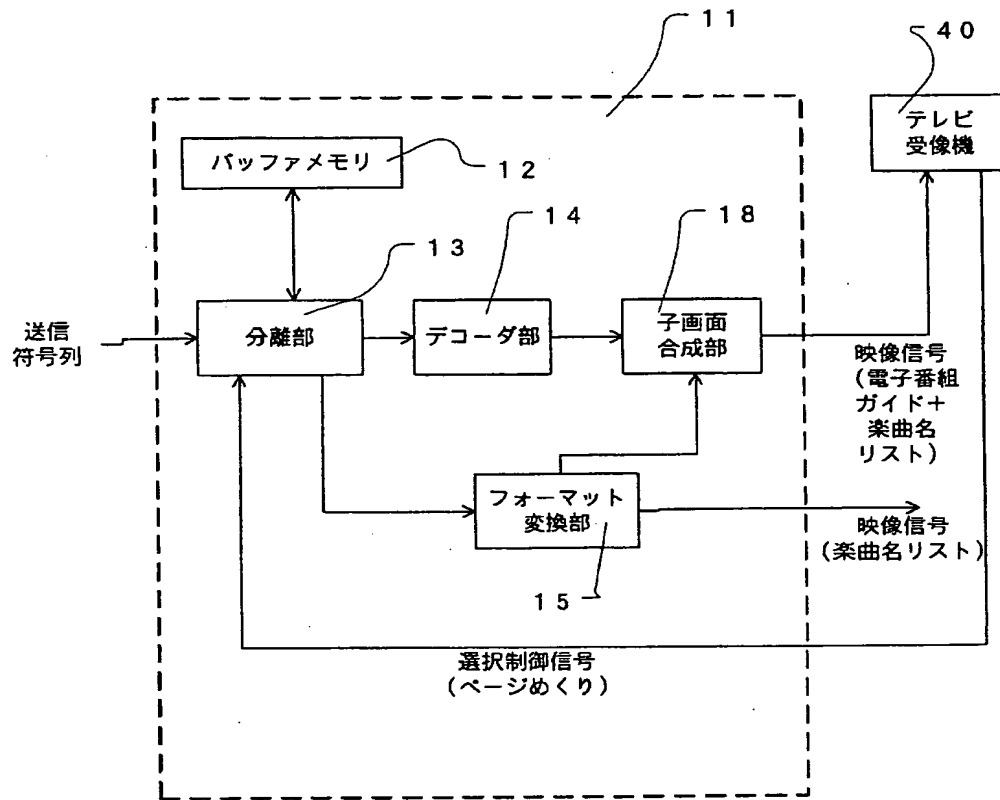 11
40
テレビ
受像機
バッファメモリ
12
13
14
18
送信
符号列
分離部
デコーダ部
子画面
合成部
映像信号
(電子番組
ガイド+
楽曲名
リスト)
フォーマット
変換部
映像信号
(楽曲名リスト)
15
選択制御信号
(ページめくり)